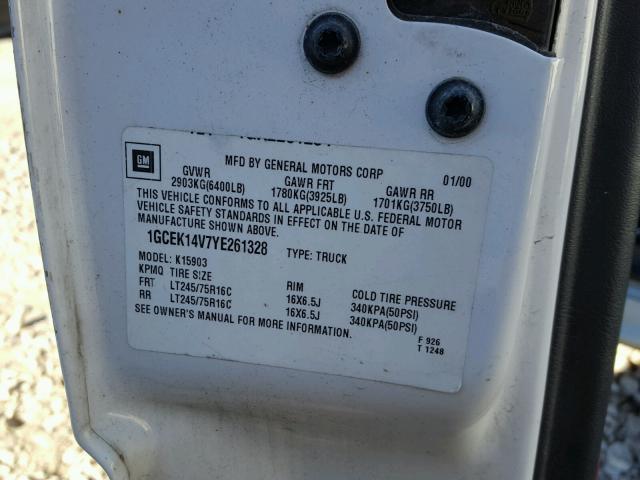 GM
MFD BY GENERAL MOTORS CORP 01/00
GVWR GAWR FRT GAWR RR
2903KG(6400LB) 1780KG(3925LB) 1701KG(3750LB)
THIS VEHICLE CONFORMS TO ALL APPLICABLE U.S. FEDERAL MOTOR
VEHICLE SAFETY STANDARDS IN EFFECT ON THE DATE OF
MANUFACTURE SHOWN ABOVE.
1GCEK14V7YE261328 TYPE: TRUCK
MODEL: K15903
KPMQ TIRE SIZE RIM COLD TIRE PRESSURE
FRT LT245/75R16C 16X6.5J 340KPA(50PSI)
RR LT245/75R16C 16X6.5J 340KPA(50PSI)
SEE OWNER'S MANUAL FOR MORE INFORMATION.
F 926
T 1248